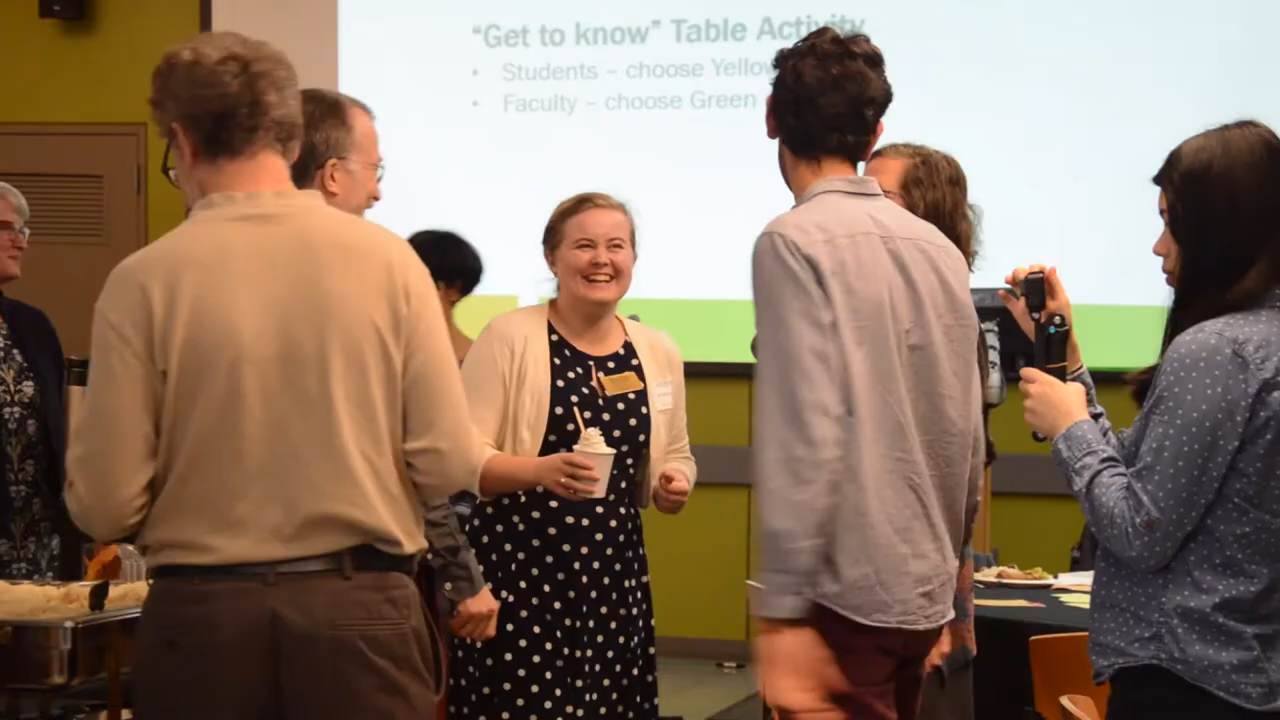 “Get to know” Table Activity
• Students – choose Yellow
• Faculty – choose Green